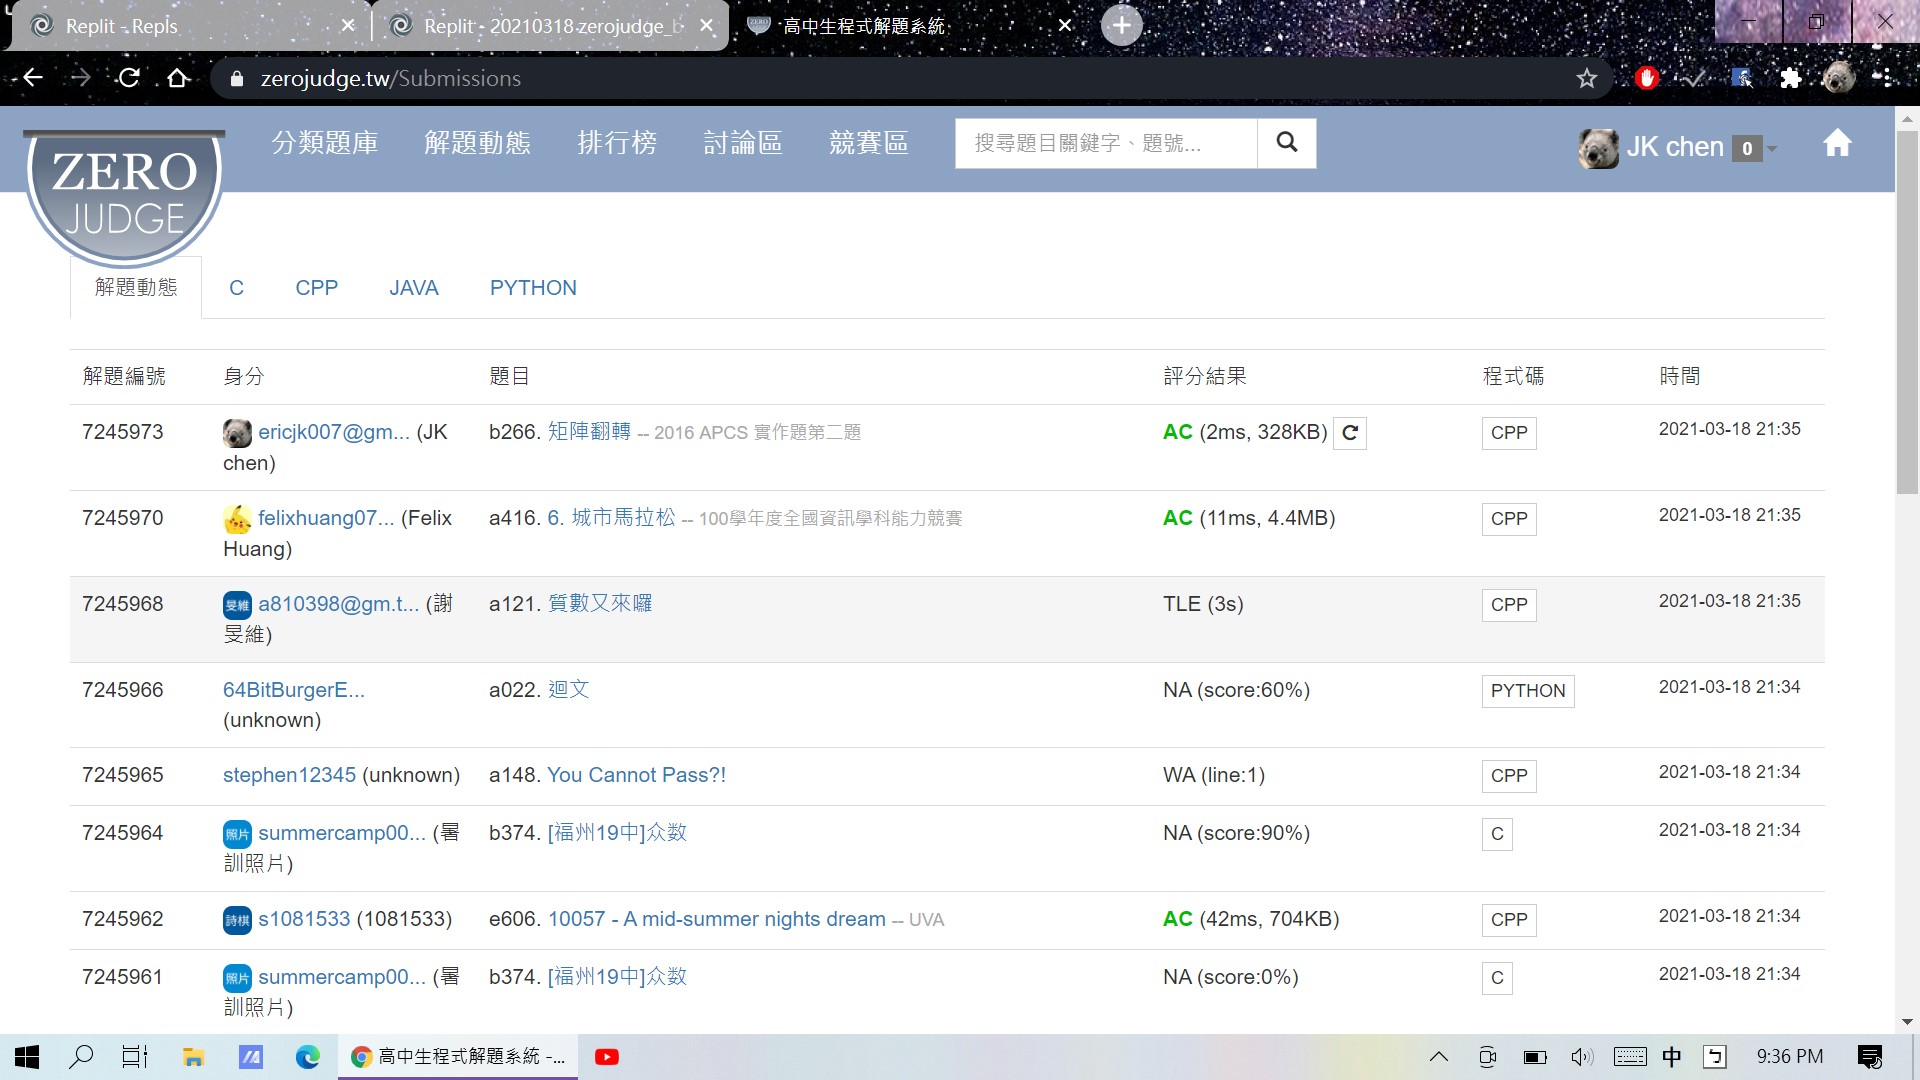 Replit - Repls
Replit - 20210318 zerojudge_b
高中生程式解題系統
zerojudge.tw/Submissions
ZERO
JUDGE
分類題庫 解題動態 排行榜 討論區 競賽區
搜尋題目關鍵字、題號...
JK chen 0
解題動態 C CPP JAVA PYTHON
解題編號 身分 題目 評分結果 程式碼 時間
7245973 ericjk007@gm... (JK b266. 矩陣翻轉 -- 2016 APCS 實作題第二題 AC (2ms, 328KB) CPP 2021-03-18 21:35
chen)
7245970 felixhuang07... (Felix a416. 6. 城市馬拉松 -- 100學年度全國資訊學科能力競賽 AC (11ms, 4.4MB) CPP 2021-03-18 21:35
Huang)
7245968 旻維 a810398@gm.t... (謝 a121. 質數又來囉 TLE (3s) CPP 2021-03-18 21:35
旻維)
7245966 64BitBurgerE... a022. 迴文 NA (score:60%) PYTHON 2021-03-18 21:34
(unknown)
7245965 stephen12345 (unknown) a148. You Cannot Pass?! WA (line:1) CPP 2021-03-18 21:34
7245964 照片 summercamp00... (暑 b374. [福州19中]众数 NA (score:90%) C 2021-03-18 21:34
訓照片)
7245962 詩棋 s1081533 (1081533) e606. 10057 - A mid-summer nights dream -- UVA AC (42ms, 704KB) CPP 2021-03-18 21:34
7245961 照片 summercamp00... (暑 b374. [福州19中]众数 NA (score:0%) C 2021-03-18 21:34
訓照片)
高中生程式解題系統 -...
中 ㄅ 9:36 PM